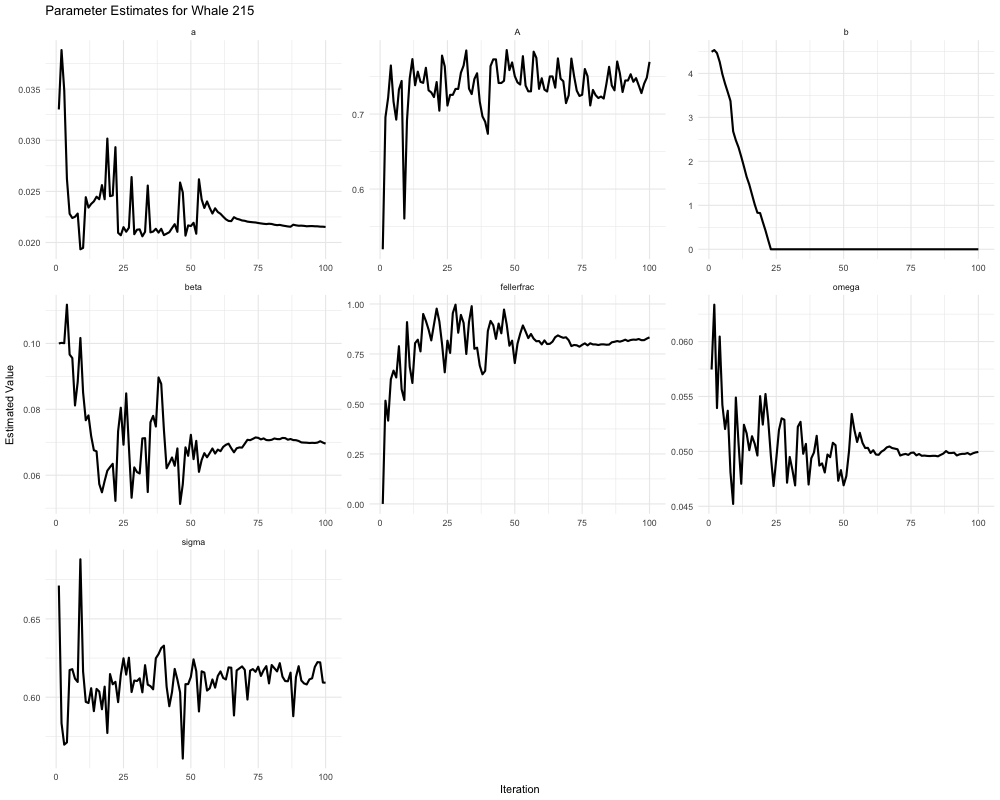 Parameter Estimates for Whale 215
a
A
b
0.035
0.030
0.025
0.020
0.7
0.6
4
3
2
1
0
0 25 50 75 100
0 25 50 75 100
0 25 50 75 100
beta
fellerfrac
omega
0.10
0.08
0.06
1.00
0.75
0.50
0.25
0.00
0.060
0.055
0.050
0.045
0 25 50 75 100
0 25 50 75 100
0 25 50 75 100
Estimated Value
sigma
0.65
0.60
0 25 50 75 100
Iteration